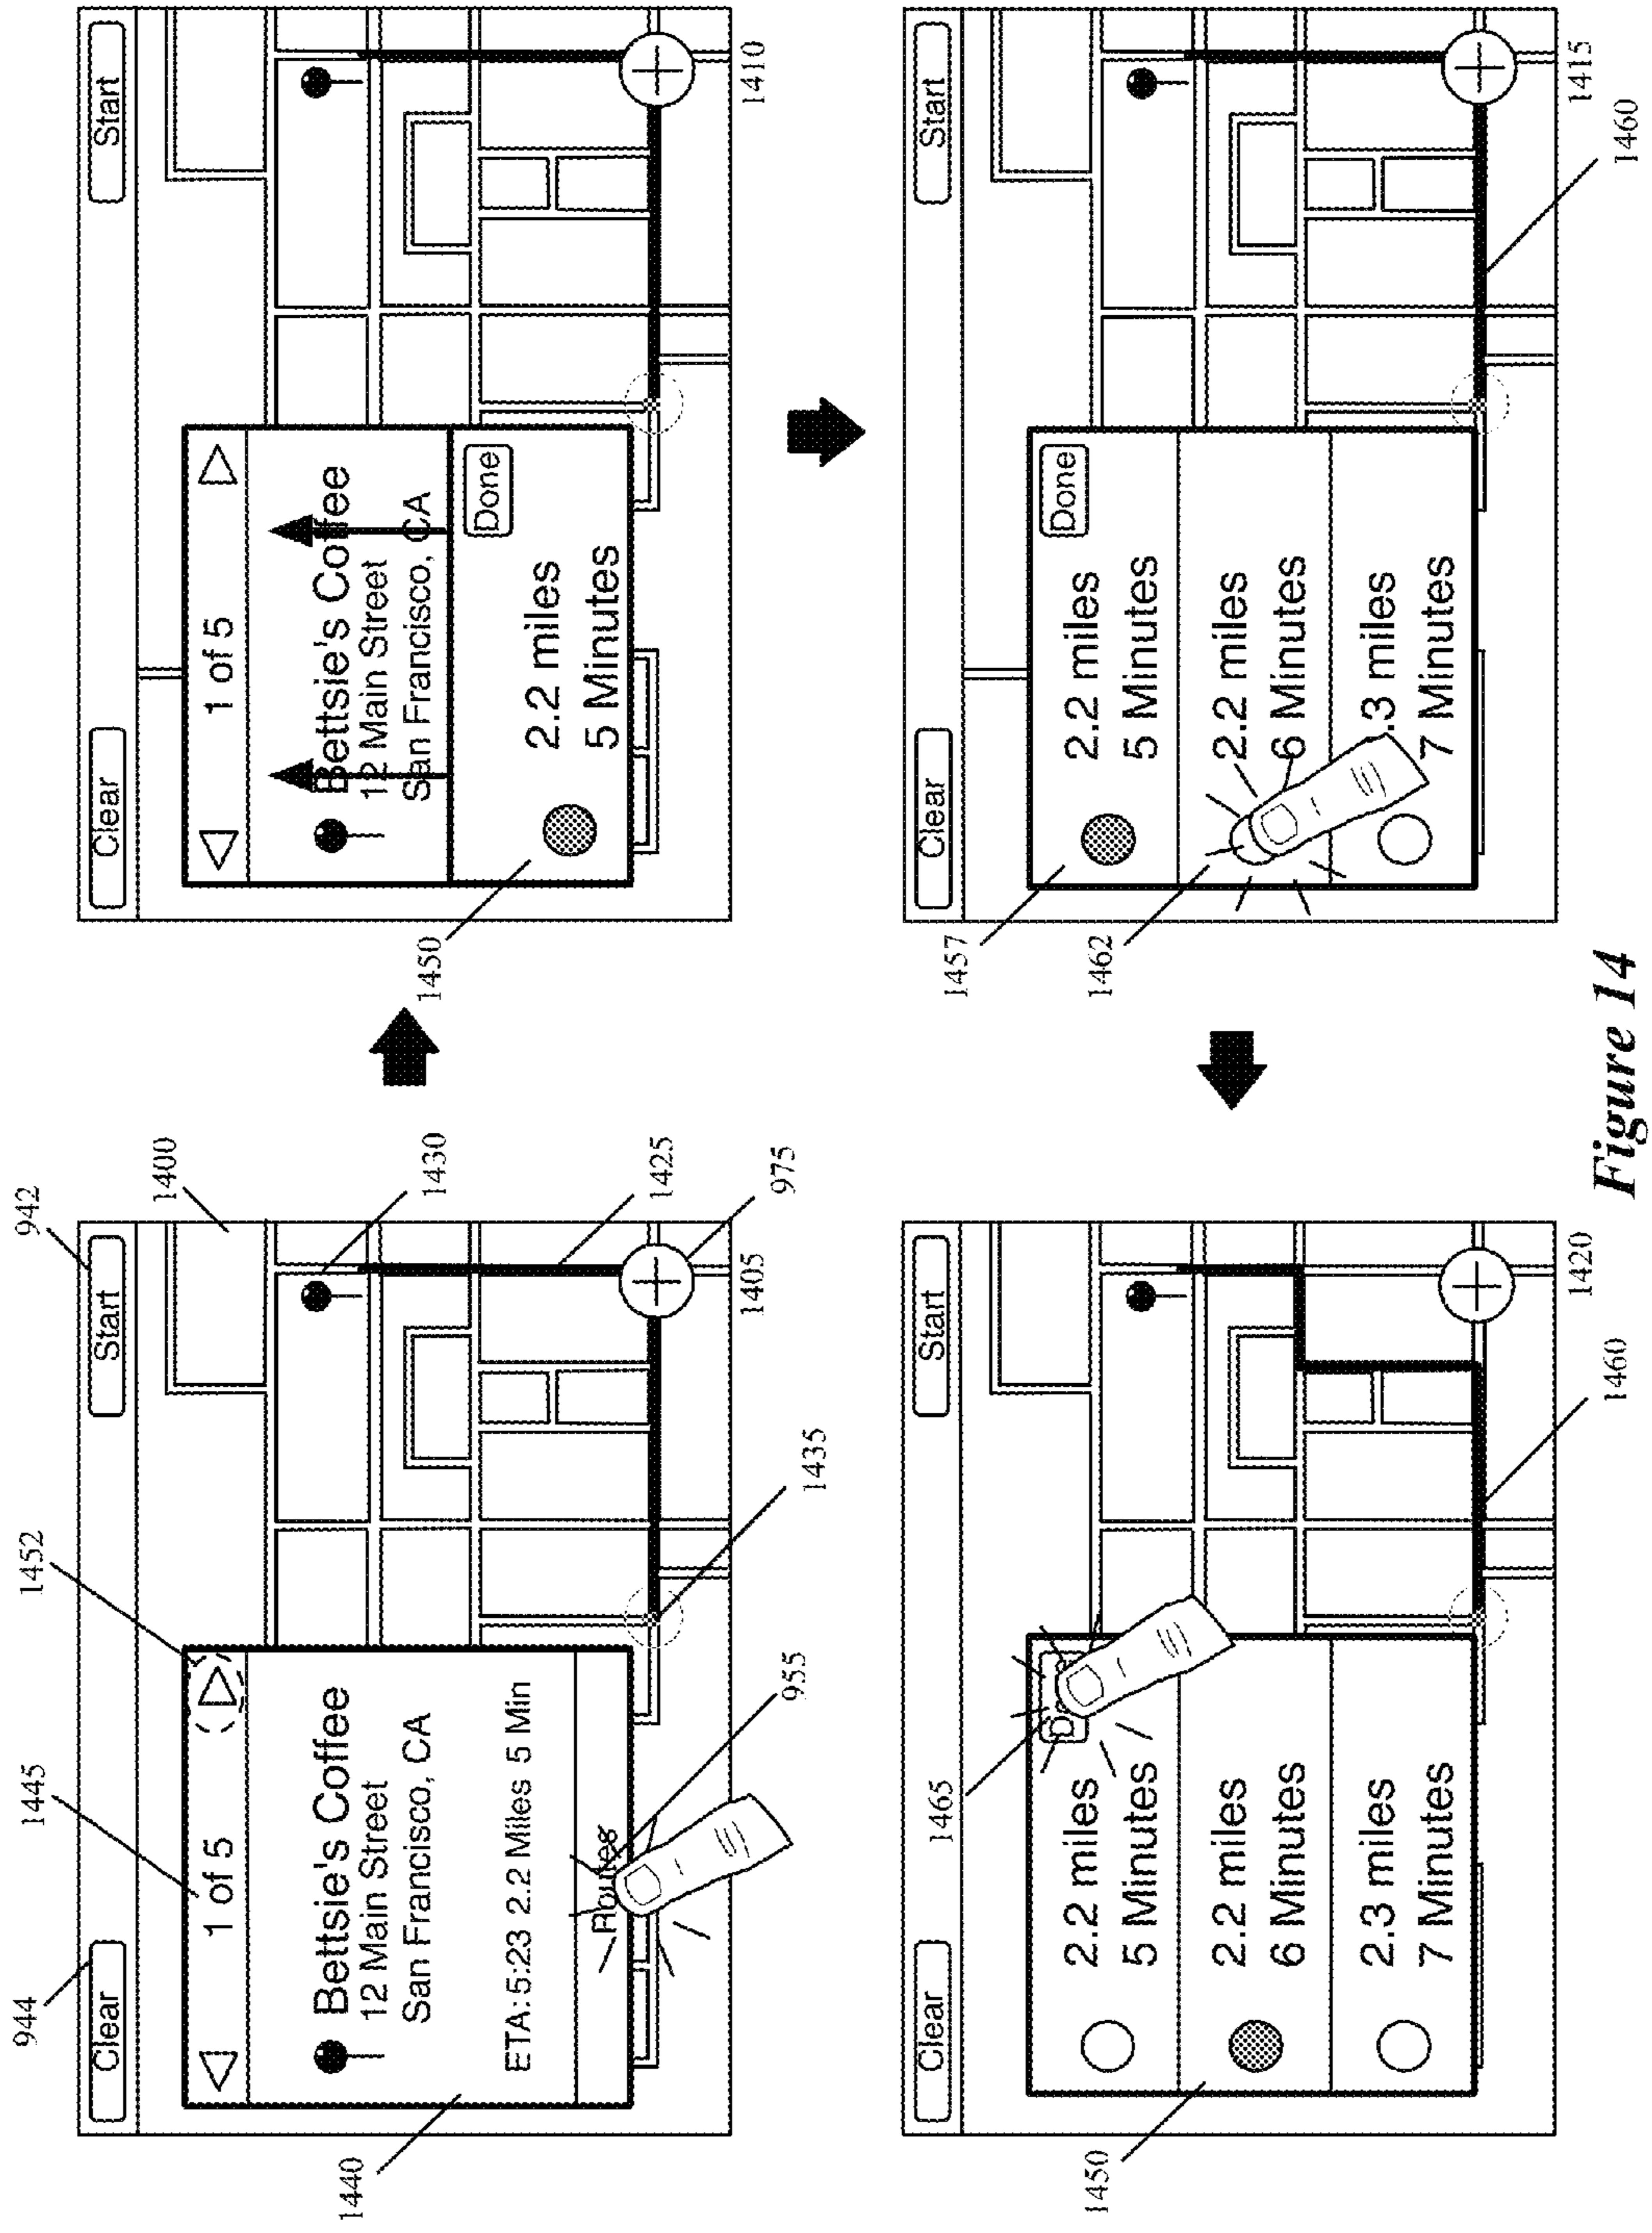 944
1445
1452
942
Clear
Start
1400
1 of 5
Bettsie's Coffee
12 Main Street
San Francisco, CA
ETA: 5:23 2.2 Miles 5 Min
Routes
1440
1430
1425
975
1435
955
1405
Clear
Start
1 of 5
Bettsie's Coffee
12 Main Street
San Francisco, CA
Done
2.2 miles
5 Minutes
1450
1410
Clear
Start
1465
2.2 miles
5 Minutes
2.2 miles
6 Minutes
2.3 miles
7 Minutes
1450
1460
1420
Clear
Start
1457
1462
Done
2.2 miles
5 Minutes
2.2 miles
6 Minutes
.3 miles
7 Minutes
1415
1460
Figure 14